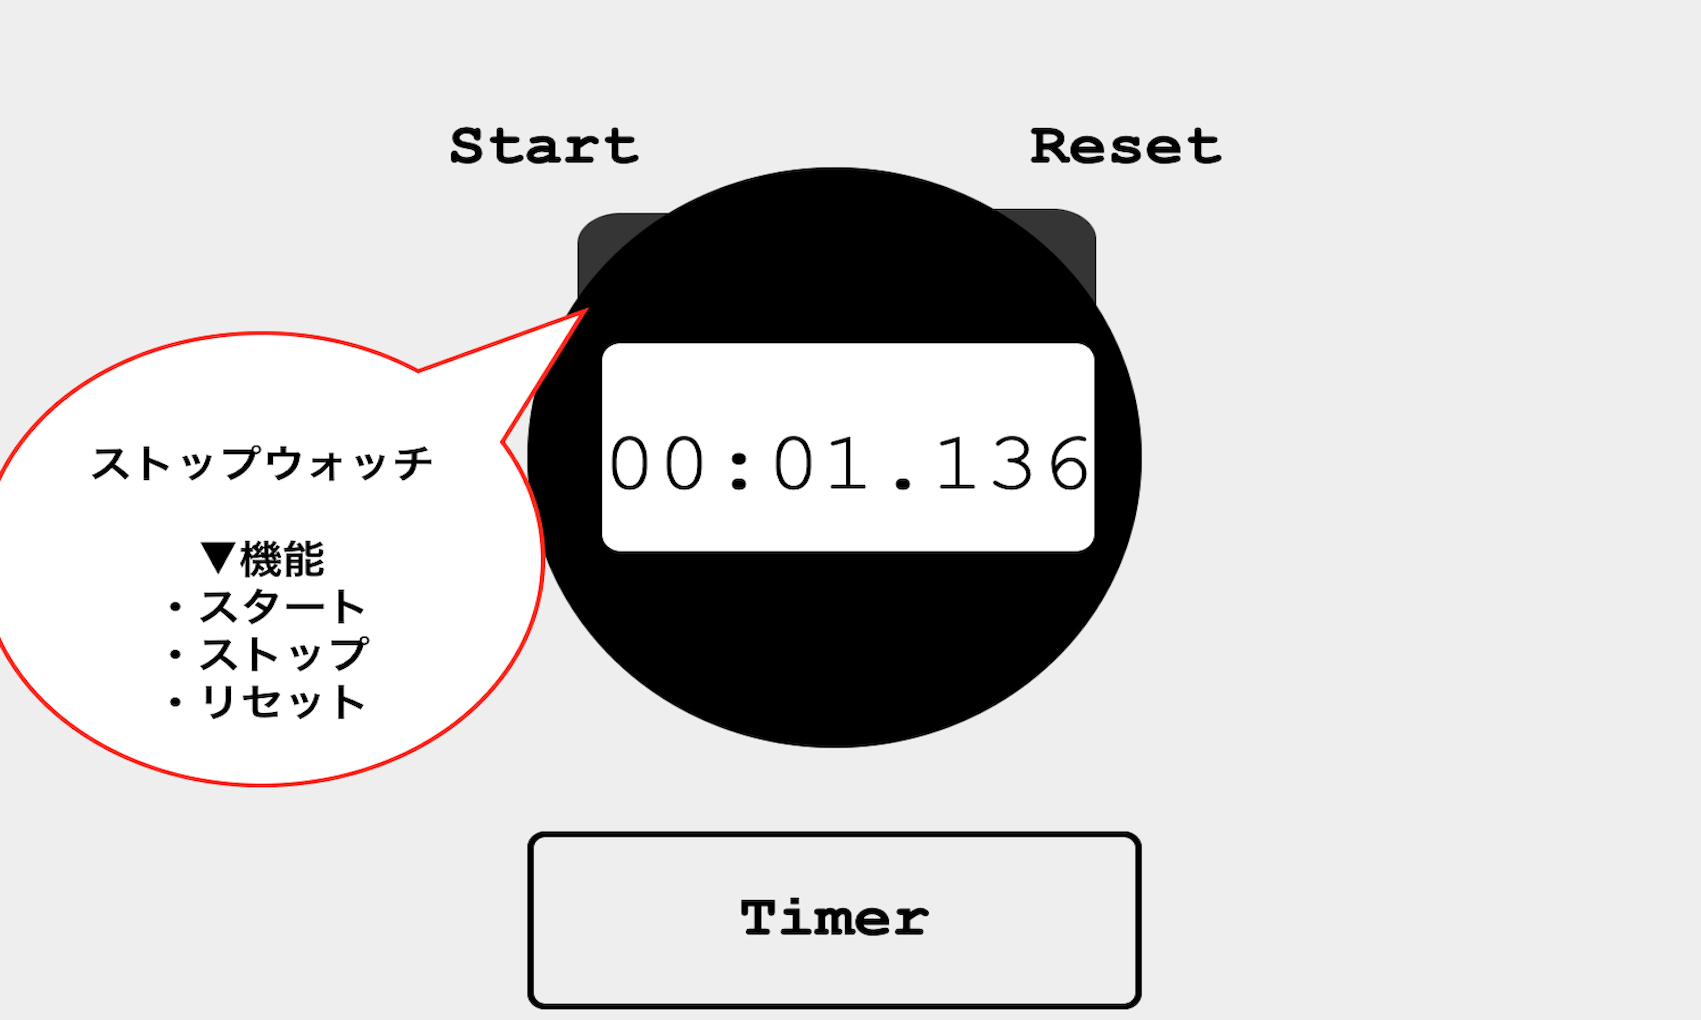 Start
Reset
00:01.136
ストップウォッチ
▼機能
・スタート
・ストップ
・リセット
Timer